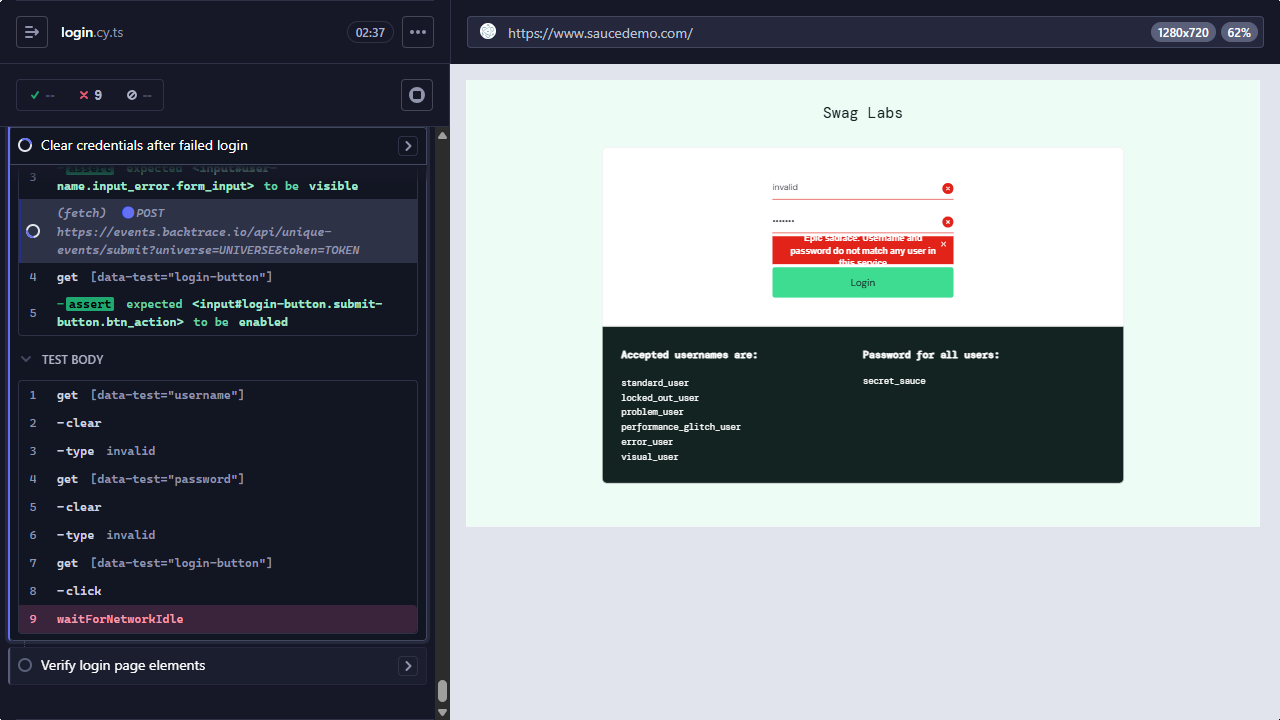 login.cy.ts
02:37
https://www.saucedemo.com/
1280x720
62%
--
9
--
Clear credentials after failed login
3
-assert expected <input#user-
name.input_error.form_input> to be visible
(fetch) POST
https://events.backtrace.io/api/unique-
events/submit?universe=UNIVERSE&token=TOKEN
4 get [data-test="login-button"]
-assert expected <input#login-button.submit-
5
button.btn_action> to be enabled
TEST BODY
1 get [data-test="username"]
2 -clear
3 -type invalid
4 get [data-test="password"]
5 -clear
6 -type invalid
7 get [data-test="login-button"]
8 -click
9 waitForNetworkIdle
Verify login page elements
Swag Labs
invalid
•••••••
Epic sadface: Username and
password do not match any user in
this service
Login
Accepted usernames are:
standard_user
locked_out_user
problem_user
performance_glitch_user
error_user
visual_user
Password for all users:
secret_sauce